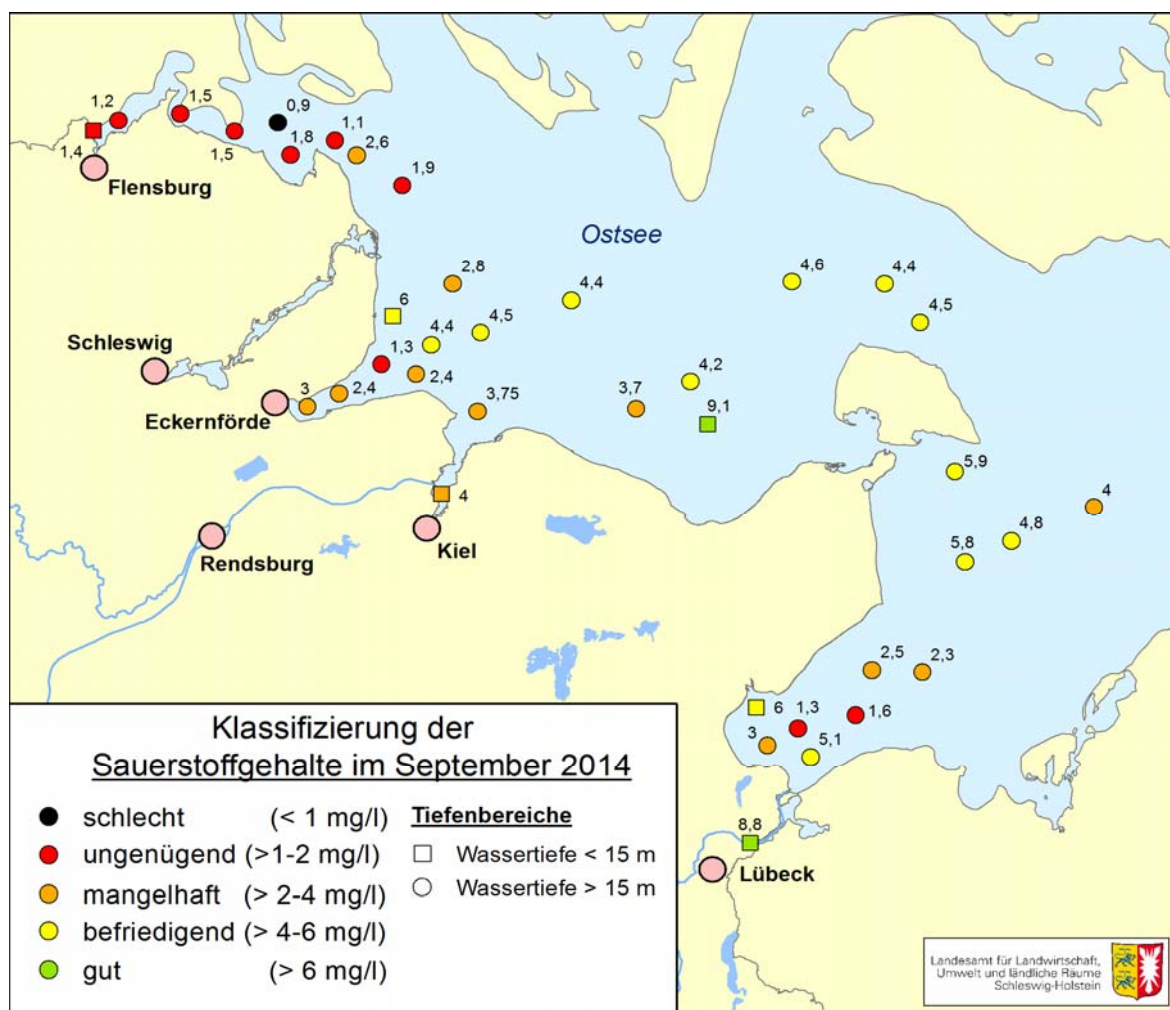 1,2
1,5
0,9
1,4
1,5
1,8
1,1
2,6
1,9
Flensburg
Ostsee
2,8
4,4
4,6
4,4
4,5
6
4,4
4,5
Schleswig
1,3
2,4
4,2
Eckernförde
3
2,4
3,75
3,7
9,1
5,9
4
Kiel
4
Rendsburg
4,8
5,8
2,5
2,3
6
1,3
1,6
3
5,1
8,8
Lübeck
Klassifizierung der
Sauerstoffgehalte im September 2014
schlecht (< 1 mg/l)
ungenügend (>1-2 mg/l)
mangelhaft (> 2-4 mg/l)
befriedigend (> 4-6 mg/l)
gut (> 6 mg/l)
Tiefenbereiche
Wassertiefe < 15 m
Wassertiefe > 15 m
Landesamt für Landwirtschaft,
Umwelt und ländliche Räume
Schleswig-Holstein